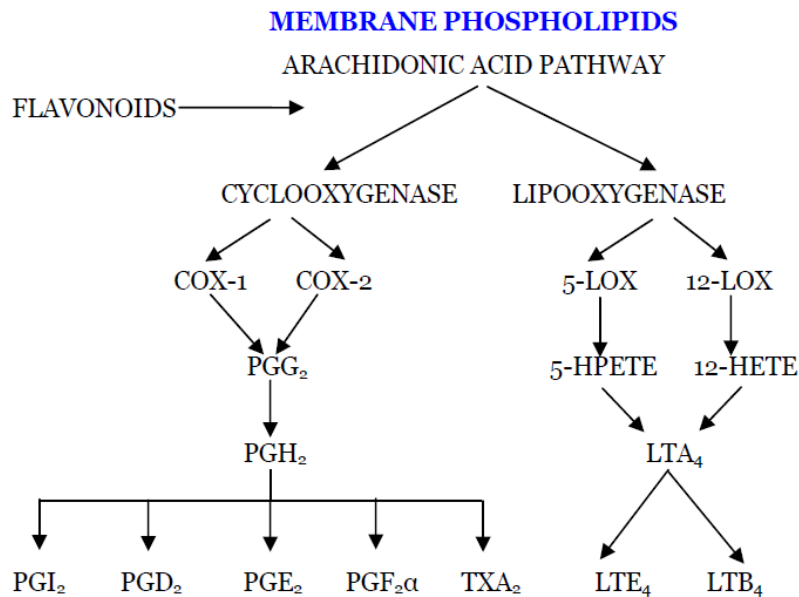 MEMBRANE PHOSPHOLIPIDS
ARACHIDONIC ACID PATHWAY
FLAVONOIDS
CYCLOOXYGENASE LIPOOXYGENASE
COX-1 COX-2 5-LOX 12-LOX
PGG₂ 5-HPETE 12-HETE
PGH₂ LTA₄
PGI₂ PGD₂ PGE₂ PGF₂α TXA₂ LTE₄ LTB₄